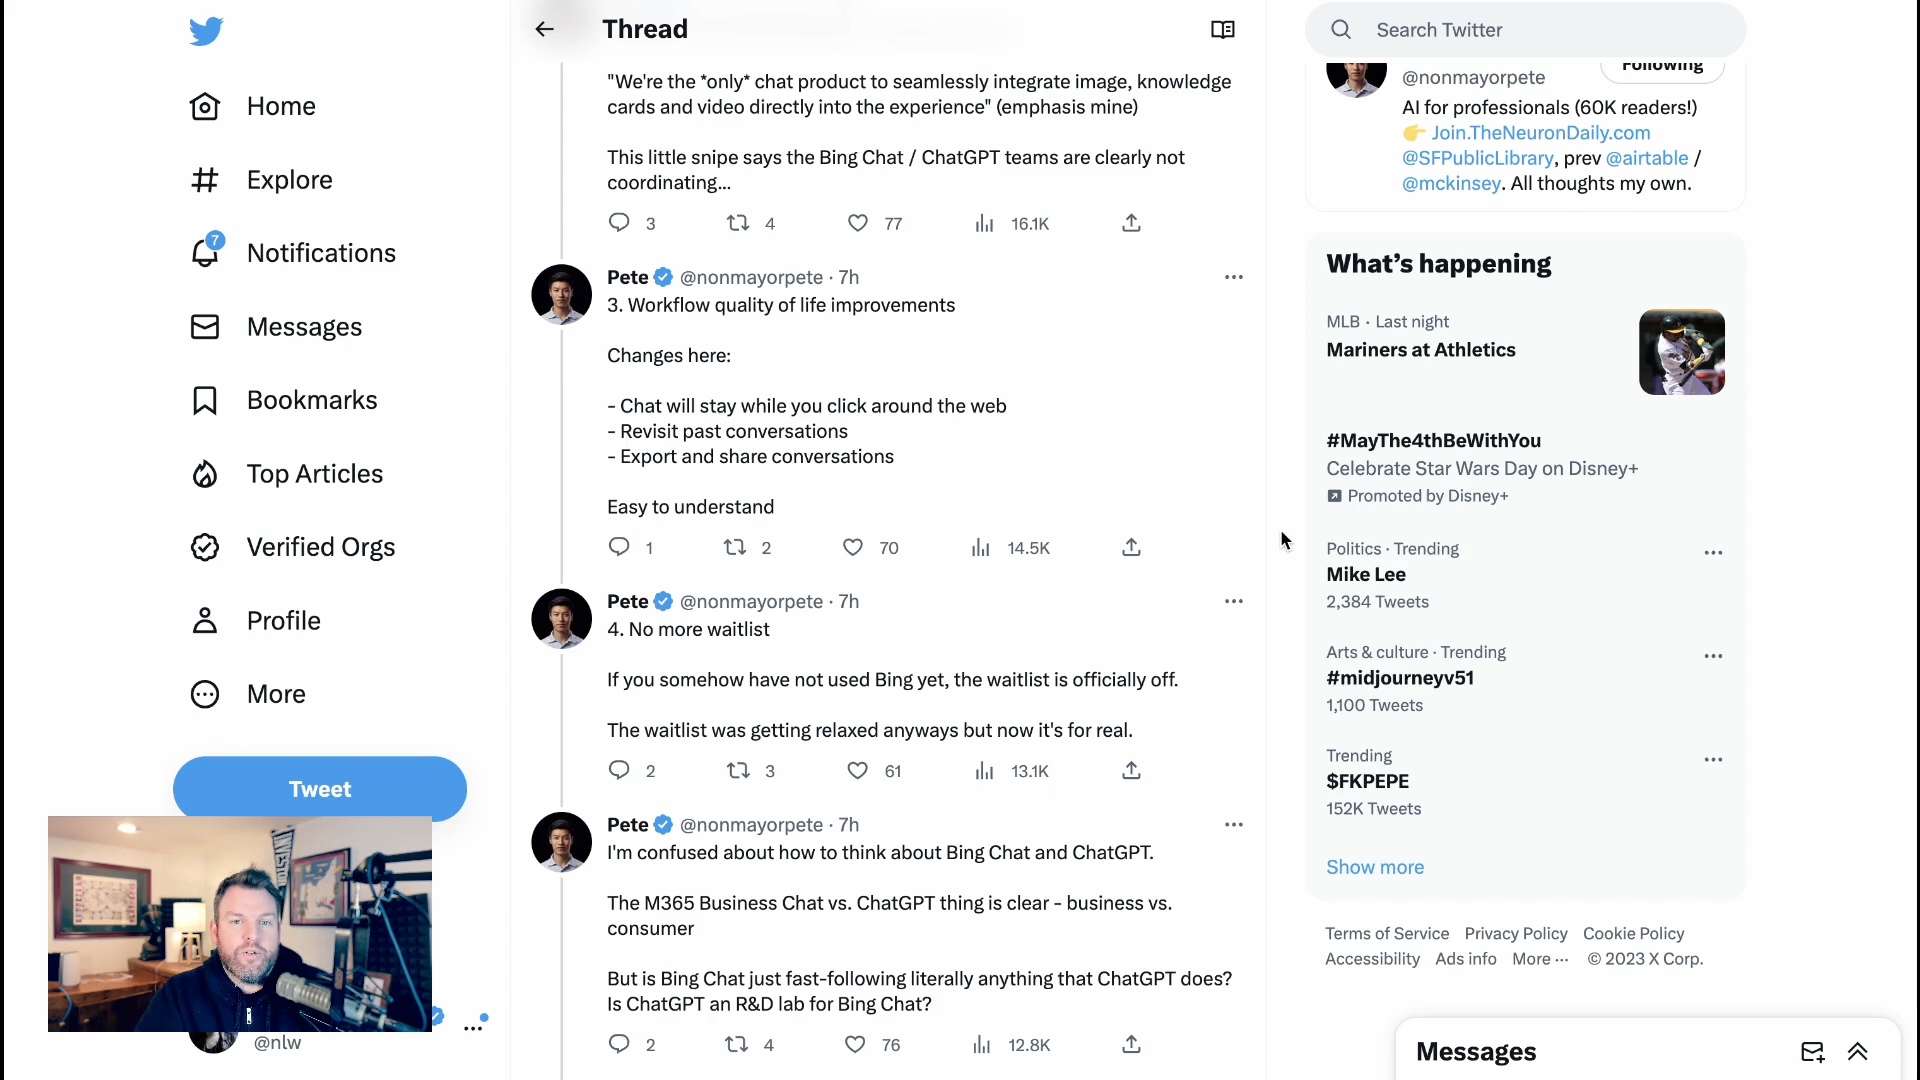 Home
Explore
7
Notifications
Messages
Bookmarks
Top Articles
Verified Orgs
Profile
More
Tweet
@nlw
Thread
"We're the *only* chat product to seamlessly integrate image, knowledge
cards and video directly into the experience" (emphasis mine)
This little snipe says the Bing Chat / ChatGPT teams are clearly not
coordinating...
3 4 77 16.1K
Pete @nonmayorpete · 7h
3. Workflow quality of life improvements
Changes here:
- Chat will stay while you click around the web
- Revisit past conversations
- Export and share conversations
Easy to understand
1 2 70 14.5K
Pete @nonmayorpete · 7h
4. No more waitlist
If you somehow have not used Bing yet, the waitlist is officially off.
The waitlist was getting relaxed anyways but now it's for real.
2 3 61 13.1K
Pete @nonmayorpete · 7h
I'm confused about how to think about Bing Chat and ChatGPT.
The M365 Business Chat vs. ChatGPT thing is clear - business vs.
consumer
But is Bing Chat just fast-following literally anything that ChatGPT does?
Is ChatGPT an R&D lab for Bing Chat?
2 4 76 12.8K
Search Twitter
@nonmayorpete
Following
AI for professionals (60K readers!)
👉 Join.TheNeuronDaily.com
@SFPublicLibrary, prev @airtable /
@mckinsey. All thoughts my own.
What's happening
MLB · Last night
Mariners at Athletics
#MayThe4thBeWithYou
Celebrate Star Wars Day on Disney+
Promoted by Disney+
Politics · Trending
Mike Lee
2,384 Tweets
Arts & culture · Trending
#midjourneyv51
1,100 Tweets
Trending
$FKPEPE
152K Tweets
Show more
Terms of Service Privacy Policy Cookie Policy
Accessibility Ads info More ··· © 2023 X Corp.
Messages